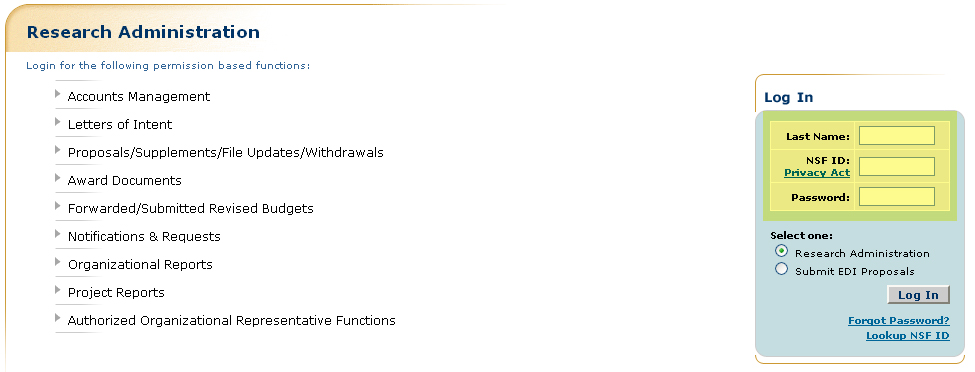 Research Administration
Login for the following permission based functions:
Accounts Management
Letters of Intent
Proposals/Supplements/File Updates/Withdrawals
Award Documents
Forwarded/Submitted Revised Budgets
Notifications & Requests
Organizational Reports
Project Reports
Authorized Organizational Representative Functions
Log In
Last Name:
NSF ID:
Privacy Act
Password:
Select one:
Research Administration
Submit EDI Proposals
Log In
Forgot Password?
Lookup NSF ID